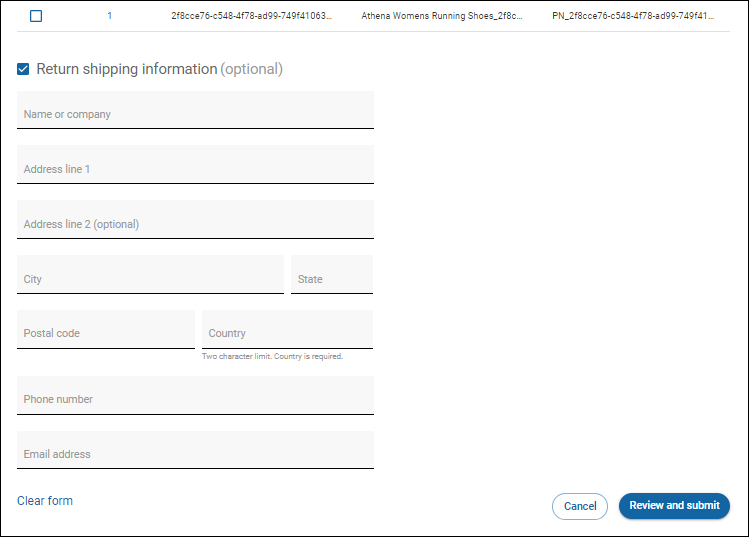 1 2f8cce76-c548-4f78-ad99-749f41063... Athena Womens Running Shoes_2f8c... PN_2f8cce76-c548-4f78-ad99-749f41...
Return shipping information (optional)
Name or company
Address line 1
Address line 2 (optional)
City State
Postal code Country
Two character limit. Country is required.
Phone number
Email address
Clear form Cancel Review and submit